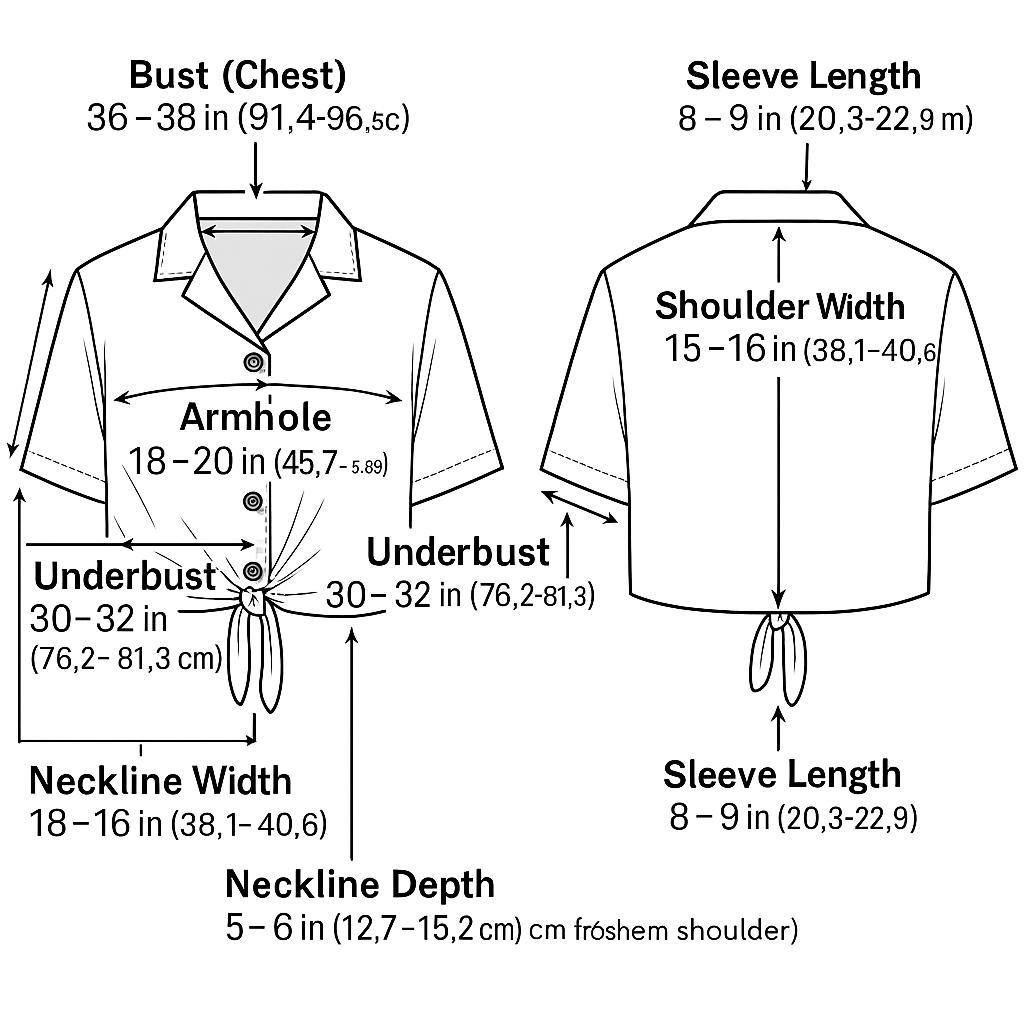 Bust (Chest)
36 – 38 in (91,4-96,5c)
Sleeve Length
8 – 9 in (20,3-22,9 m)
Shoulder Width
15 – 16 in (38,1–40,6
Armhole
18 – 20 in (45,7- 5.89)
Underbust
30 – 32 in (76,2-81,3)
Underbust
30 – 32 in
(76,2– 81,3 cm)
Neckline Width
18 – 16 in (38,1– 40,6)
Sleeve Length
8 – 9 in (20,3-22,9)
Neckline Depth
5 – 6 in (12,7 –15,2 cm) cm fróshem shoulder)